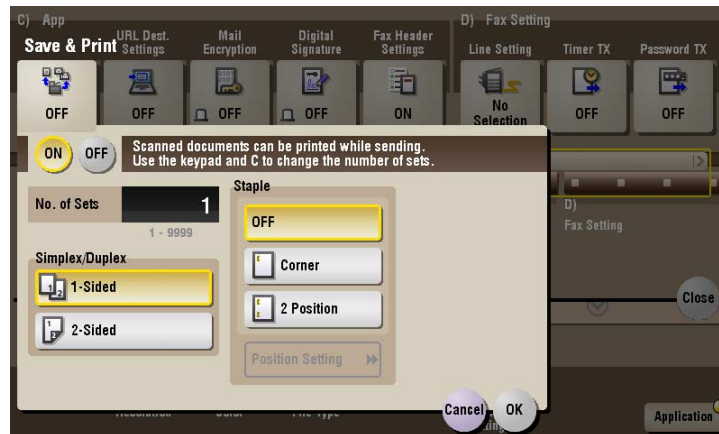 C) App
D) Fax Setting
Save & Print
URL Dest.
Settings
Mail
Encryption
Digital
Signature
Fax Header
Settings
Line Setting
Timer TX
Password TX
OFF
OFF
OFF
OFF
ON
No
Selection
OFF
OFF
ON
OFF
Scanned documents can be printed while sending.
Use the keypad and C to change the number of sets.
No. of Sets
1
1 - 9999
Staple
OFF
Corner
2 Position
Position Setting
Simplex/Duplex
1-Sided
2-Sided
D)
Fax Setting
Close
Cancel
OK
Application